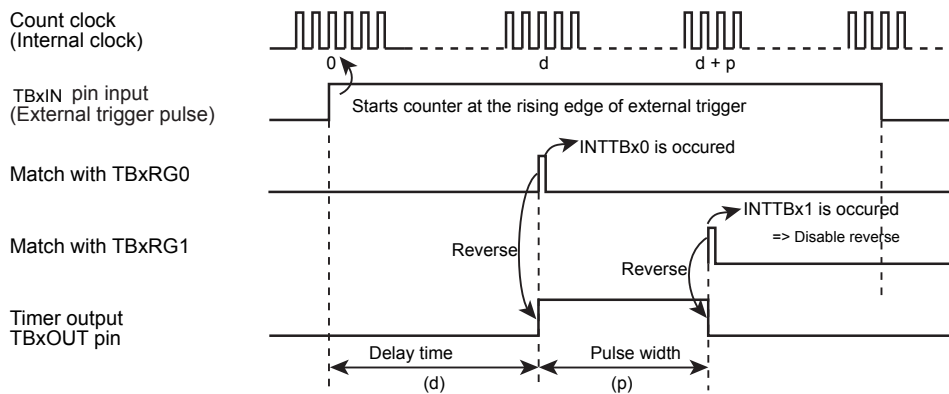 Count clock
(Internal clock)
0
d
d + p
TBxIN pin input
(External trigger pulse)
Starts counter at the rising edge of external trigger
INTTBx0 is occured
Match with TBxRG0
INTTBx1 is occured
Match with TBxRG1
Reverse
Reverse
=> Disable reverse
Timer output
TBxOUT pin
Delay time
Pulse width
(d)
(p)